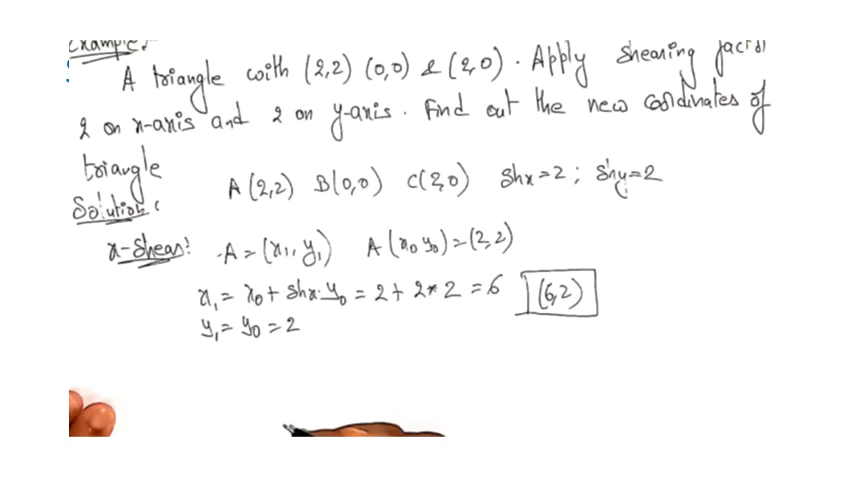 Example:
A triangle with (2,2) (0,0) & (2,0). Apply shearing factor
2 on x-axis and 2 on y-axis. Find out the new coordinates of
triangle
A(2,2) B(0,0) C(2,0) Shx=2; Shy=2
Solution:
x-Shear: A=(x₁,y₁) A(x₀ y₀)=(2,2)
x₁ = x₀ + Shx·y₀ = 2 + 2*2 = 6 (6,2)
y₁ = y₀ = 2